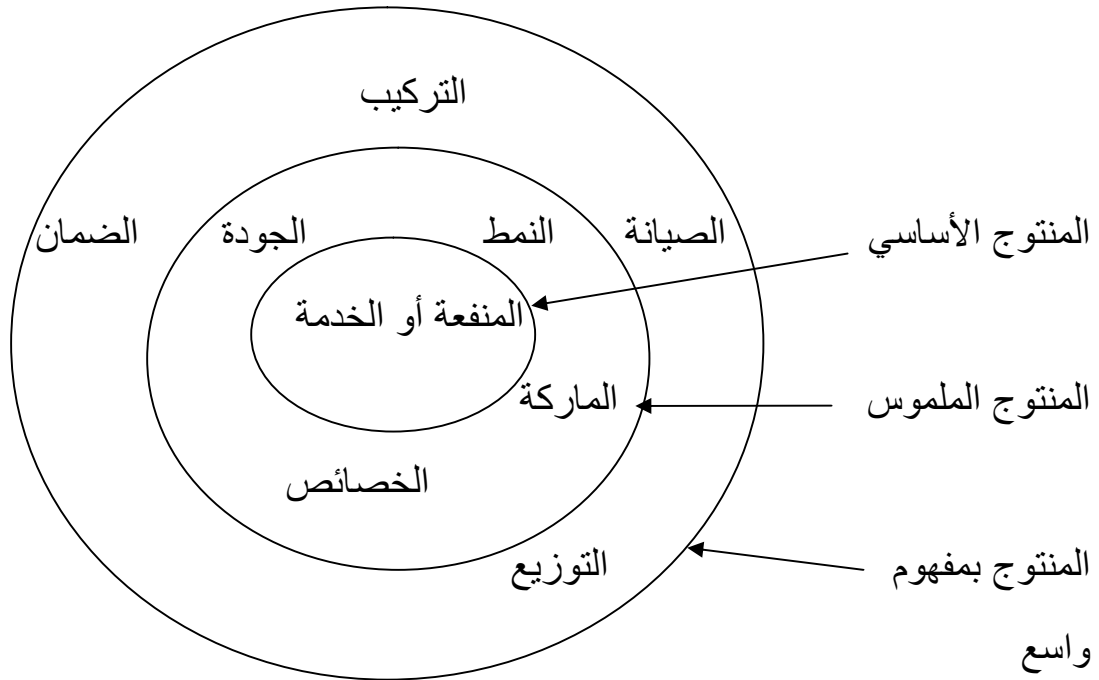 التركيب
الضمان
الجودة
النمط
الصيانة
المنتوج الأساسي
المنفعة أو الخدمة
الماركة
المنتوج الملموس
الخصائص
التوزيع
المنتوج بمفهوم
واسع